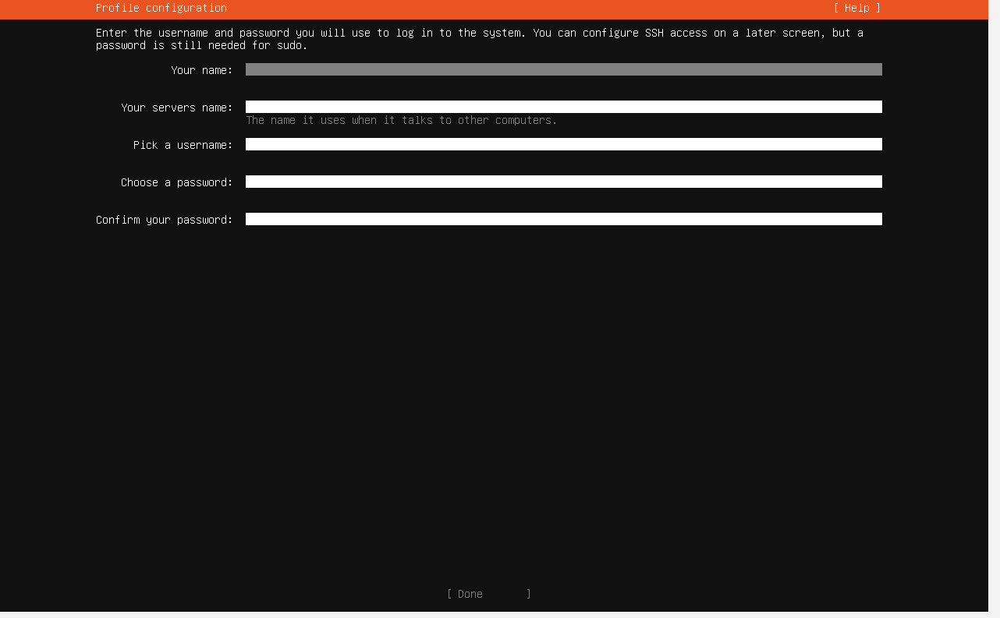 Profile configuration [ Help ]
Enter the username and password you will use to log in to the system. You can configure SSH access on a later screen, but a
password is still needed for sudo.
Your name:
Your servers name:
The name it uses when it talks to other computers.
Pick a username:
Choose a password:
Confirm your password:
[ Done ]